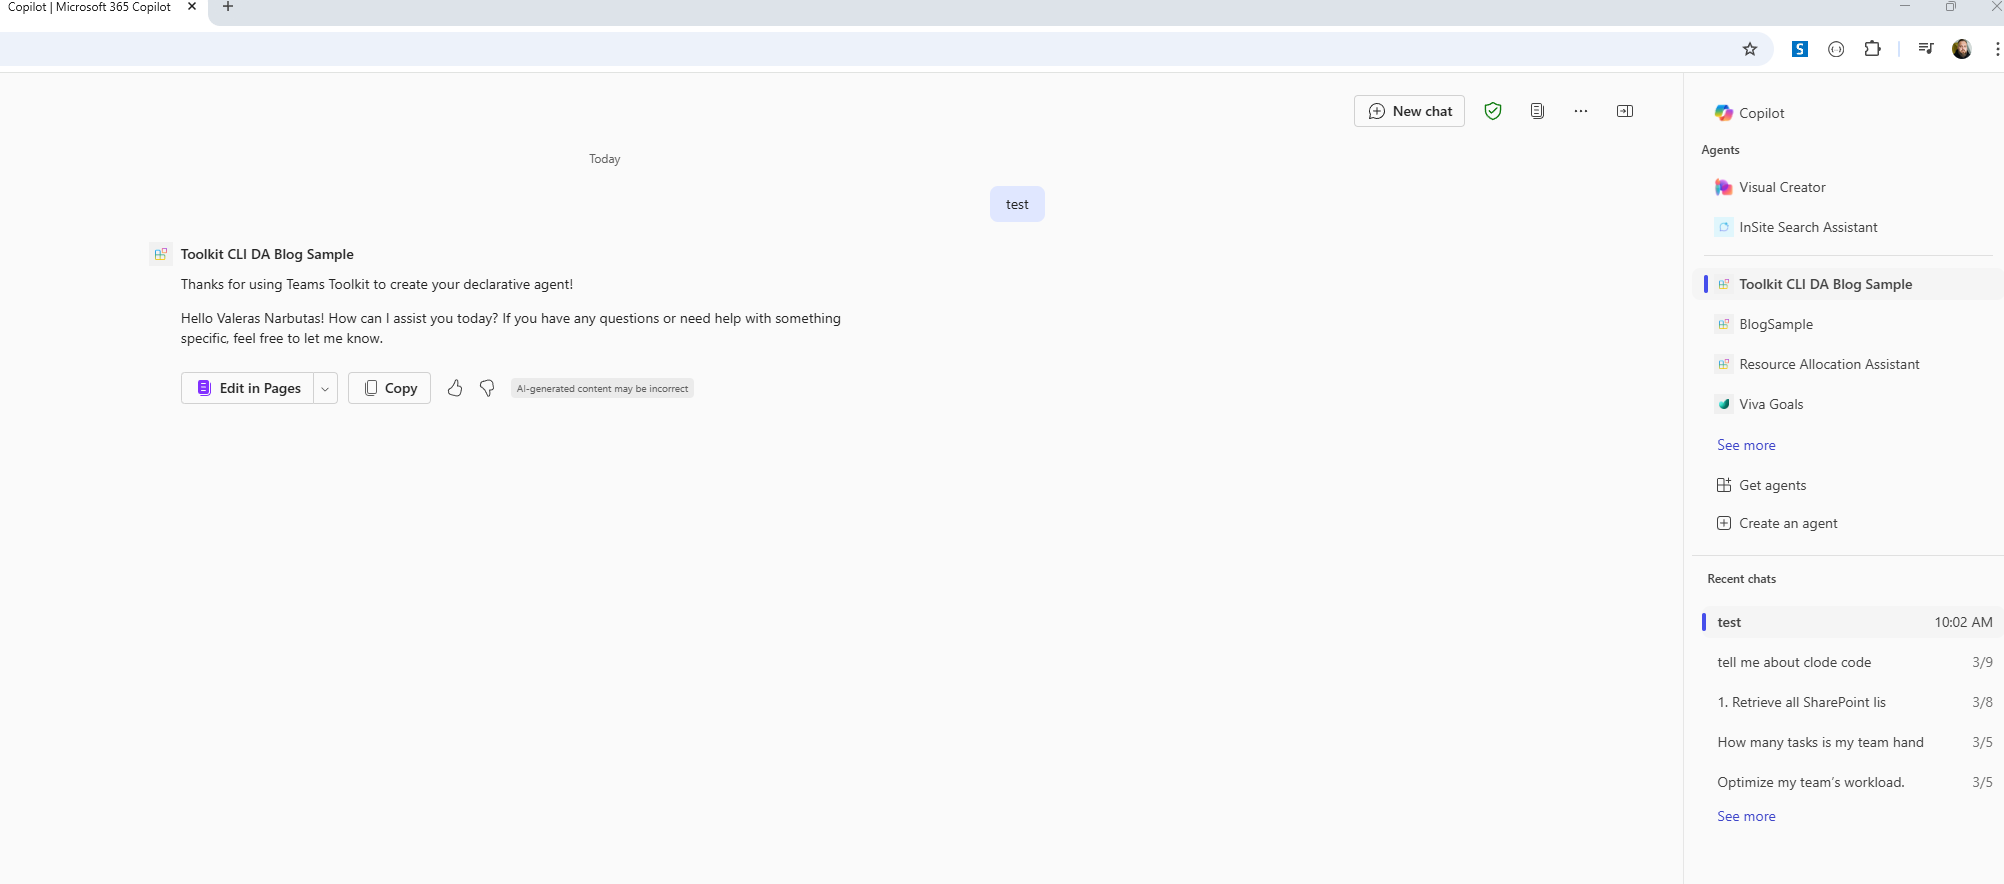 Copilot | Microsoft 365 Copilot
S
New chat
Today
test
Toolkit CLI DA Blog Sample
Thanks for using Teams Toolkit to create your declarative agent!
Hello Valeras Narbutas! How can I assist you today? If you have any questions or need help with something
specific, feel free to let me know.
Edit in Pages
Copy
AI-generated content may be incorrect
Copilot
Agents
Visual Creator
InSite Search Assistant
Toolkit CLI DA Blog Sample
BlogSample
Resource Allocation Assistant
Viva Goals
See more
Get agents
Create an agent
Recent chats
test 10:02 AM
tell me about clode code 3/9
1. Retrieve all SharePoint lis 3/8
How many tasks is my team hand 3/5
Optimize my team's workload. 3/5
See more